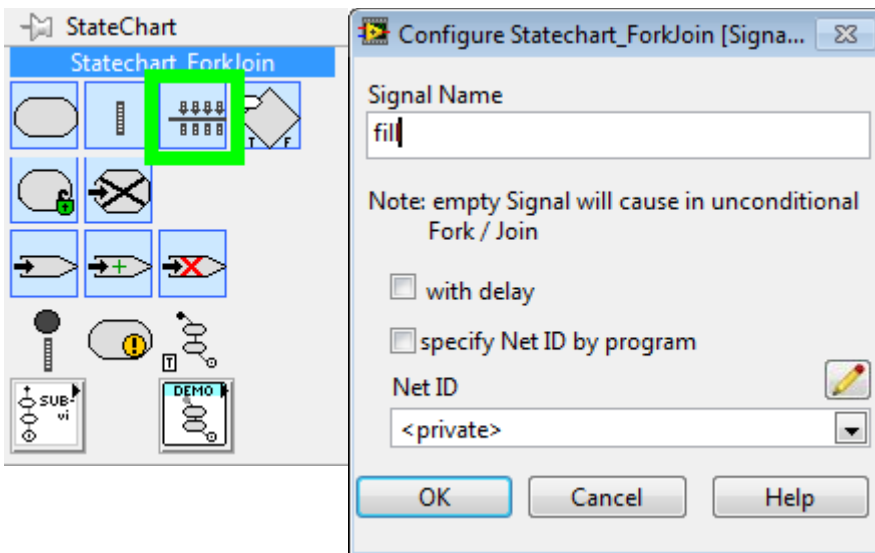 StateChart
Statechart_ForkJoin
T F
T
SUB-
vi
DEMO
Configure Statechart_ForkJoin [Signa...
Signal Name
fill
Note: empty Signal will cause in unconditional
Fork / Join
with delay
specify Net ID by program
Net ID
<private>
OK Cancel Help